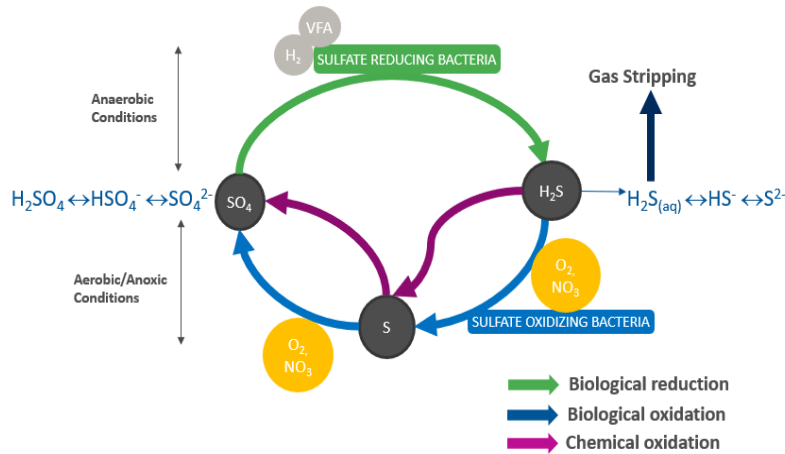 VFA
H₂
SULFATE REDUCING BACTERIA
Gas Stripping
Anaerobic
Conditions
H₂SO₄ ↔ HSO₄⁻ ↔ SO₄²⁻
SO₄
H₂S
H₂S(aq) ↔ HS⁻ ↔ S²⁻
Aerobic/Anoxic
Conditions
O₂,
NO₃
SULFATE OXIDIZING BACTERIA
S
O₂,
NO₃
Biological reduction
Biological oxidation
Chemical oxidation